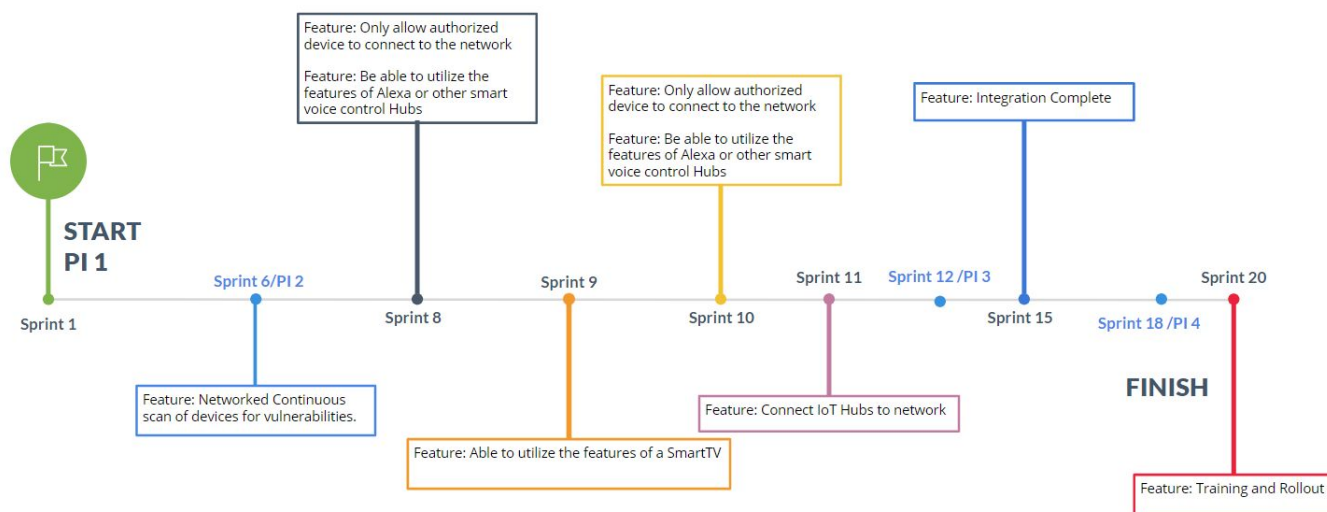 Feature: Only allow authorized
device to connect to the network
Feature: Be able to utilize the
features of Alexa or other smart
voice control Hubs
Feature: Only allow authorized
device to connect to the network
Feature: Be able to utilize the
features of Alexa or other smart
voice control Hubs
Feature: Integration Complete
START
PI 1
Sprint 1
Sprint 6/PI 2
Sprint 8
Sprint 9
Sprint 10
Sprint 11
Sprint 12 /PI 3
Sprint 15
Sprint 18 /PI 4
Sprint 20
FINISH
Feature: Networked Continuous
scan of devices for vulnerabilities.
Feature: Able to utilize the features of a SmartTV
Feature: Connect IoT Hubs to network
Feature: Training and Rollout